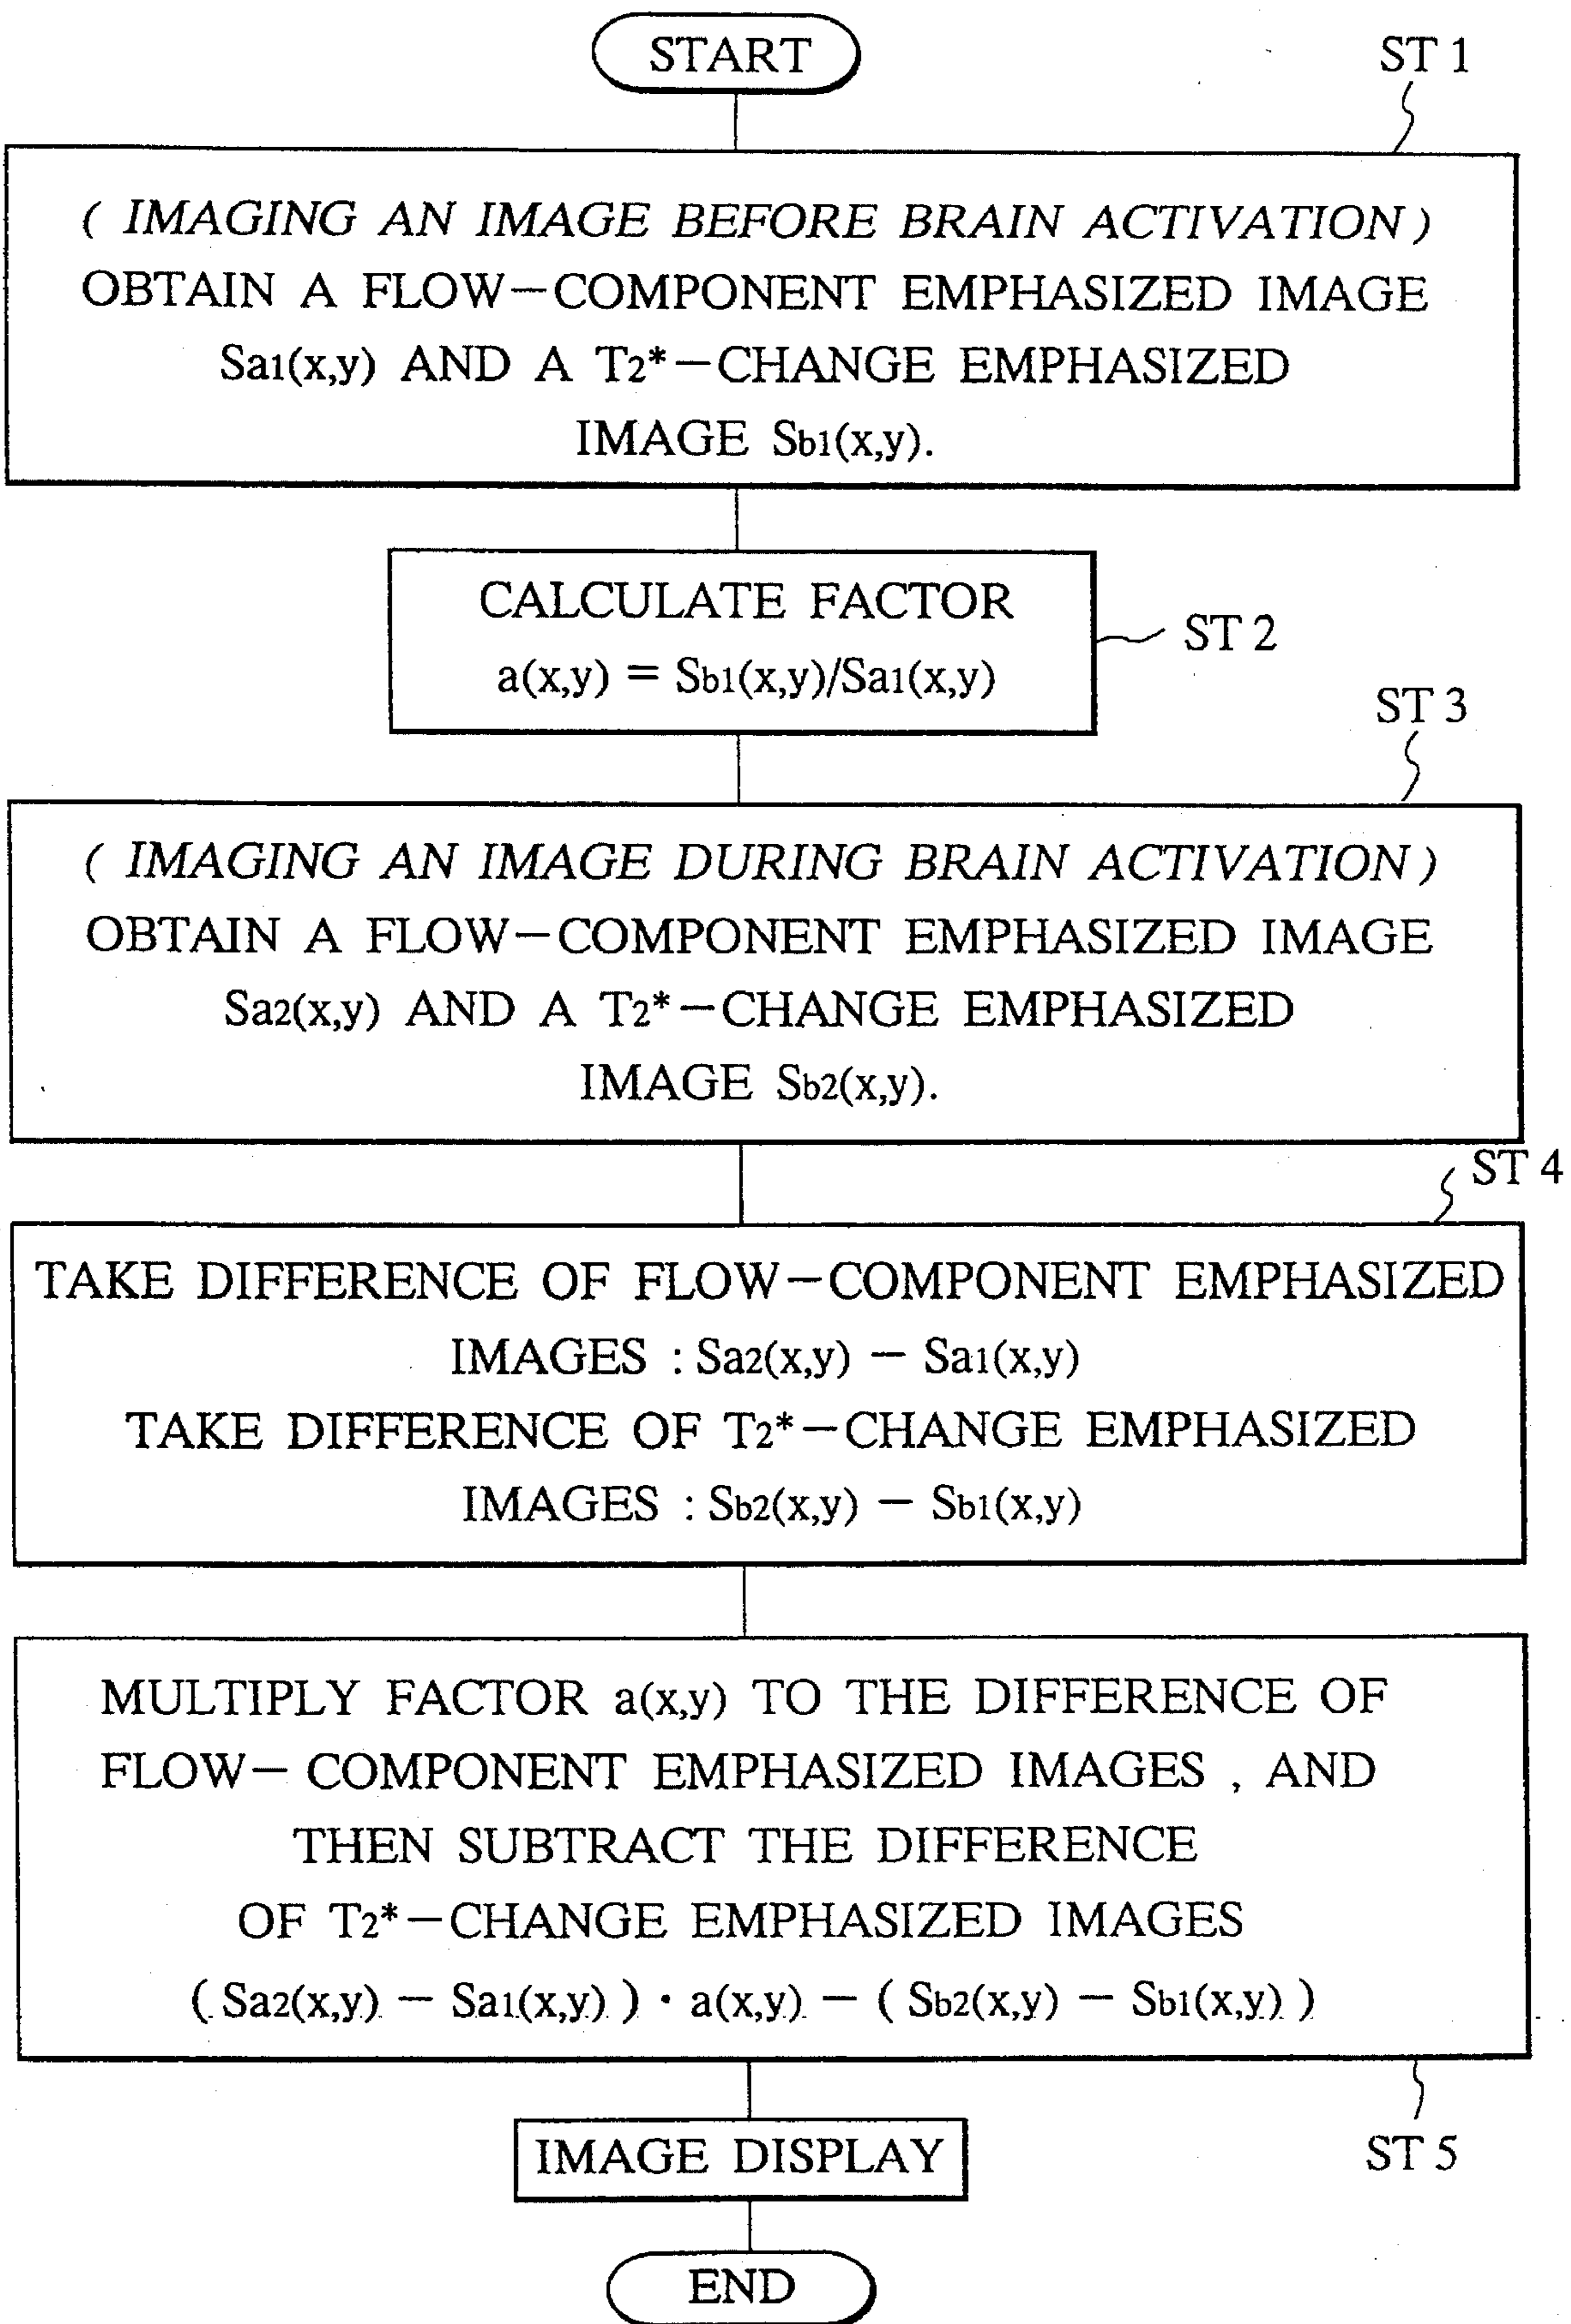 START
ST 1
( IMAGING AN IMAGE BEFORE BRAIN ACTIVATION )
OBTAIN A FLOW−COMPONENT EMPHASIZED IMAGE
Sa1(x,y) AND A T2*−CHANGE EMPHASIZED
IMAGE Sb1(x,y).
CALCULATE FACTOR
a(x,y) = Sb1(x,y)/Sa1(x,y)
ST 2
ST 3
( IMAGING AN IMAGE DURING BRAIN ACTIVATION )
OBTAIN A FLOW−COMPONENT EMPHASIZED IMAGE
Sa2(x,y) AND A T2*−CHANGE EMPHASIZED
IMAGE Sb2(x,y).
ST 4
TAKE DIFFERENCE OF FLOW−COMPONENT EMPHASIZED
IMAGES : Sa2(x,y) − Sa1(x,y)
TAKE DIFFERENCE OF T2*−CHANGE EMPHASIZED
IMAGES : Sb2(x,y) − Sb1(x,y)
MULTIPLY FACTOR a(x,y) TO THE DIFFERENCE OF
FLOW− COMPONENT EMPHASIZED IMAGES , AND
THEN SUBTRACT THE DIFFERENCE
OF T2*−CHANGE EMPHASIZED IMAGES
( Sa2(x,y) − Sa1(x,y) ) · a(x,y) − ( Sb2(x,y) − Sb1(x,y) )
ST 5
IMAGE DISPLAY
END